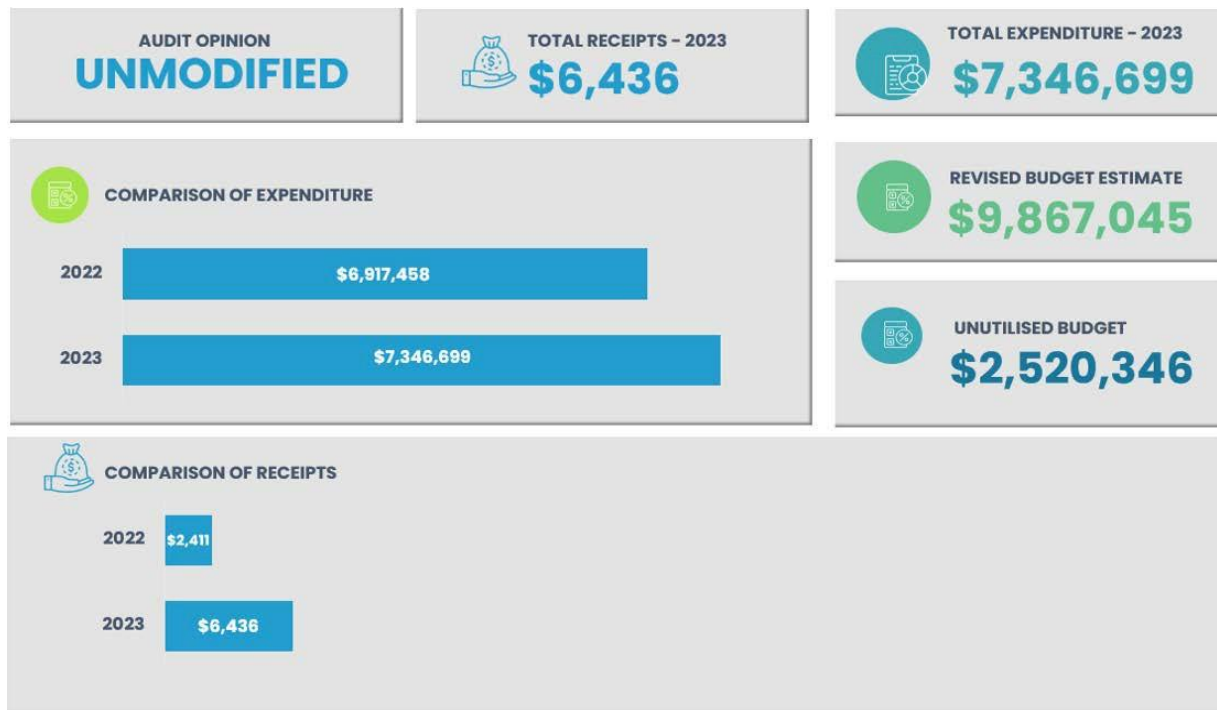 AUDIT OPINION
UNMODIFIED
TOTAL RECEIPTS – 2023
$6,436
TOTAL EXPENDITURE – 2023
$7,346,699
COMPARISON OF EXPENDITURE
2022
$6,917,458
2023
$7,346,699
REVISED BUDGET ESTIMATE
$9,867,045
UNUTILISED BUDGET
$2,520,346
COMPARISON OF RECEIPTS
2022
$2,411
2023
$6,436